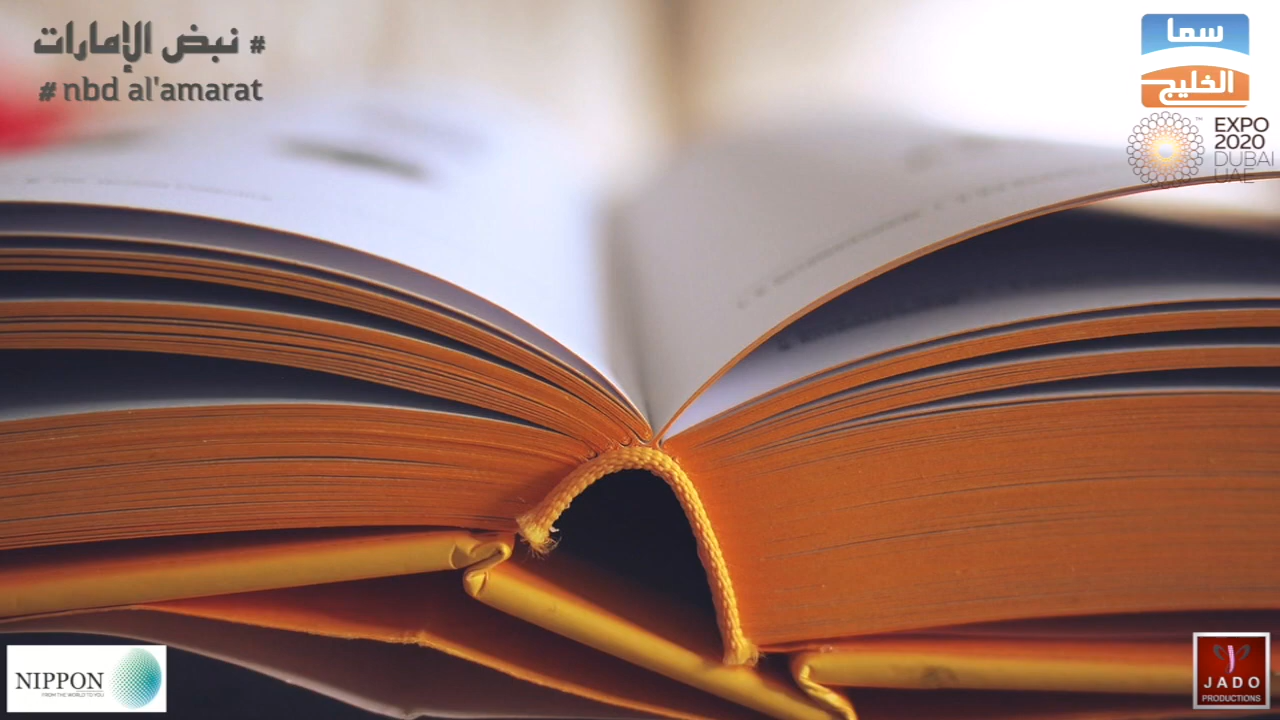 # نبض الإمارات
# nbd al'amarat
سما
الخليج
EXPO
2020
DUBAI
UAE
NIPPON
FROM THE WORLD TO YOU
JADO
PRODUCTIONS